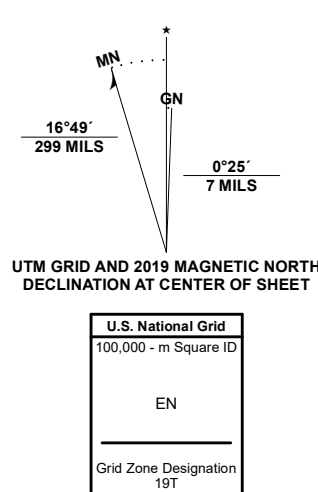 ★
MN
GN
16°49´
299 MILS
0°25´
7 MILS
UTM GRID AND 2019 MAGNETIC NORTH
DECLINATION AT CENTER OF SHEET
U.S. National Grid
100,000 - m Square ID
EN
Grid Zone Designation
19T